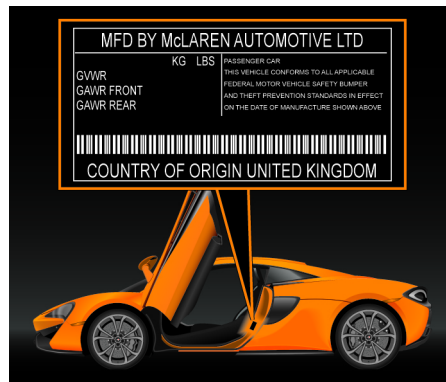 MFD BY McLAREN AUTOMOTIVE LTD
KG LBS
GVWR
GAWR FRONT
GAWR REAR
PASSENGER CAR
THIS VEHICLE CONFORMS TO ALL APPLICABLE
FEDERAL MOTOR VEHICLE SAFETY BUMPER
AND THEFT PREVENTION STANDARDS IN EFFECT
ON THE DATE OF MANUFACTURE SHOWN ABOVE
COUNTRY OF ORIGIN UNITED KINGDOM